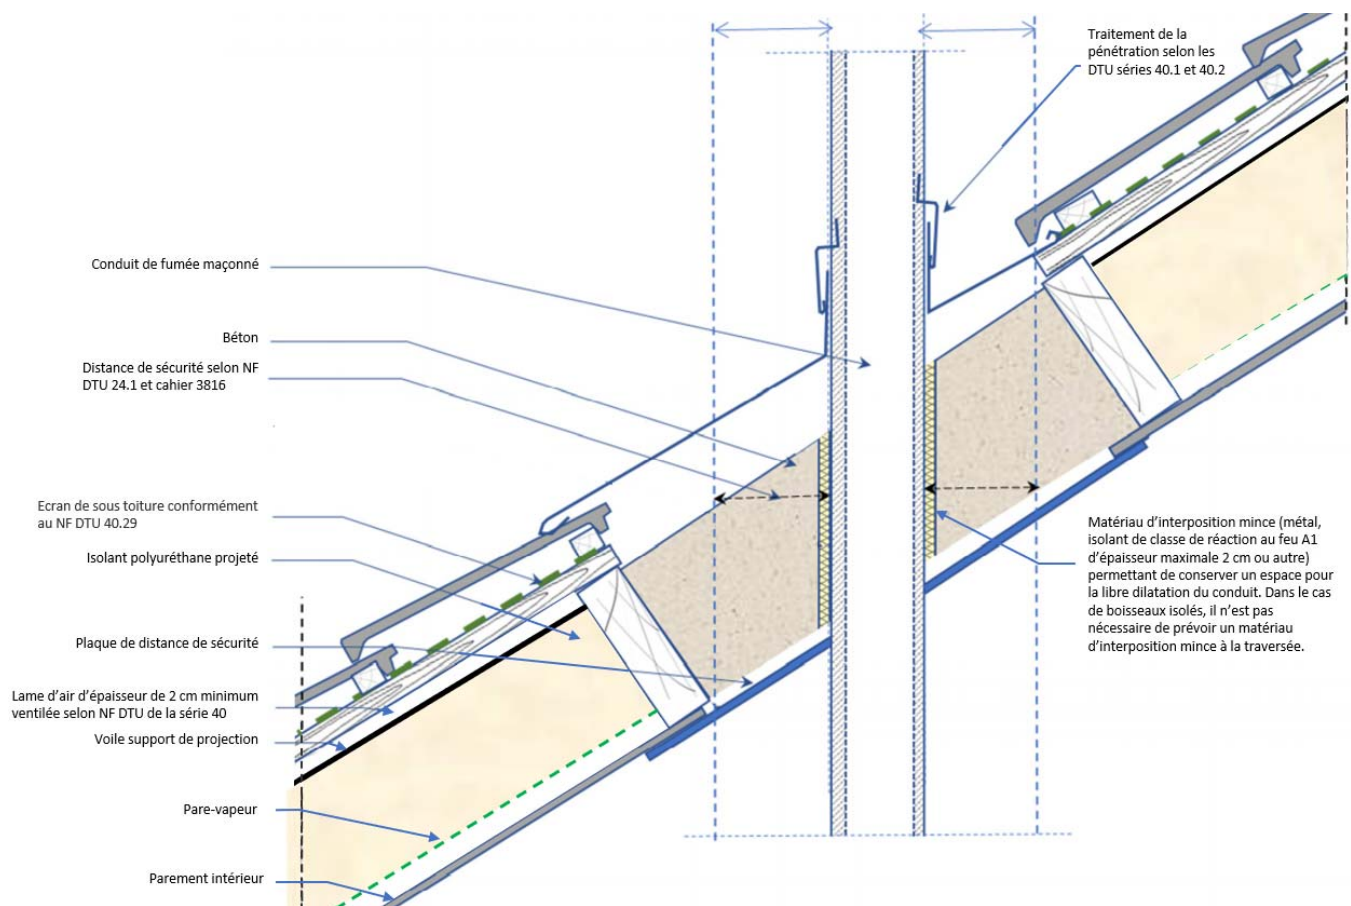 Traitement de la
pénétration selon les
DTU séries 40.1 et 40.2
Conduit de fumée maçonné
Béton
Distance de sécurité selon NF
DTU 24.1 et cahier 3816
Ecran de sous toiture conformément
au NF DTU 40.29
Isolant polyuréthane projeté
Plaque de distance de sécurité
Lame d’air d’épaisseur de 2 cm minimum
ventilée selon NF DTU de la série 40
Voile support de projection
Pare-vapeur
Parement intérieur
Matériau d’interposition mince (métal,
isolant de classe de réaction au feu A1
d’épaisseur maximale 2 cm ou autre)
permettant de conserver un espace pour
la libre dilatation du conduit. Dans le cas
de boisseaux isolés, il n’est pas
nécessaire de prévoir un matériau
d’interposition mince à la traversée.